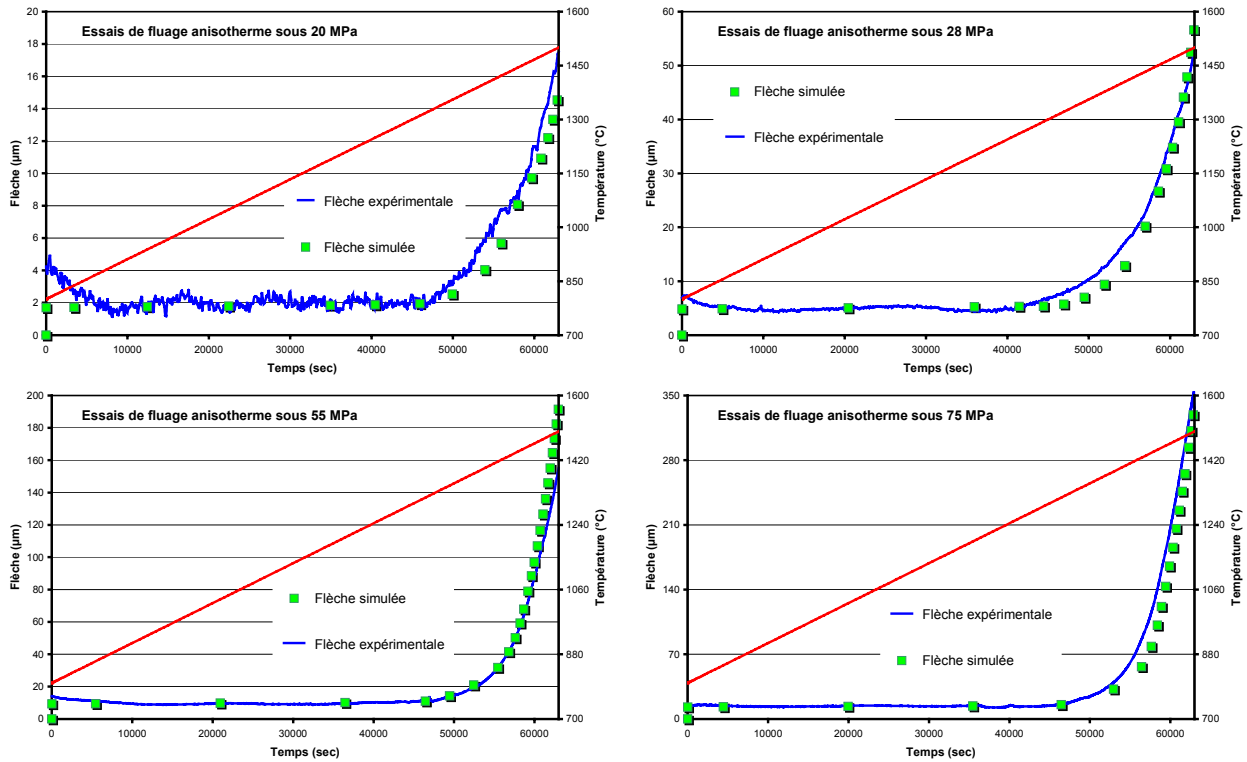 Essais de fluage anisotherme sous 20 MPa
Flèche (µm)
20
18
16
14
12
10
8
6
4
2
0
1600
1450
1300
1150
1000
850
700
Température (°C)
Flèche expérimentale
Flèche simulée
0 10000 20000 30000 40000 50000 60000
Temps (sec)
Essais de fluage anisotherme sous 28 MPa
Flèche (µm)
60
50
40
30
20
10
0
1600
1450
1300
1150
1000
850
700
Température (°C)
Flèche simulée
Flèche expérimentale
0 10000 20000 30000 40000 50000 60000
Temps (sec)
Essais de fluage anisotherme sous 55 MPa
Flèche (µm)
200
180
160
140
120
100
80
60
40
20
0
1600
1420
1240
1060
880
700
Température (°C)
Flèche simulée
Flèche expérimentale
0 10000 20000 30000 40000 50000 60000
Temps (sec)
Essais de fluage anisotherme sous 75 MPa
Flèche (µm)
350
280
210
140
70
0
1600
1420
1240
1060
880
700
Température (°C)
Flèche expérimentale
Flèche simulée
0 10000 20000 30000 40000 50000 60000
Temps (sec)